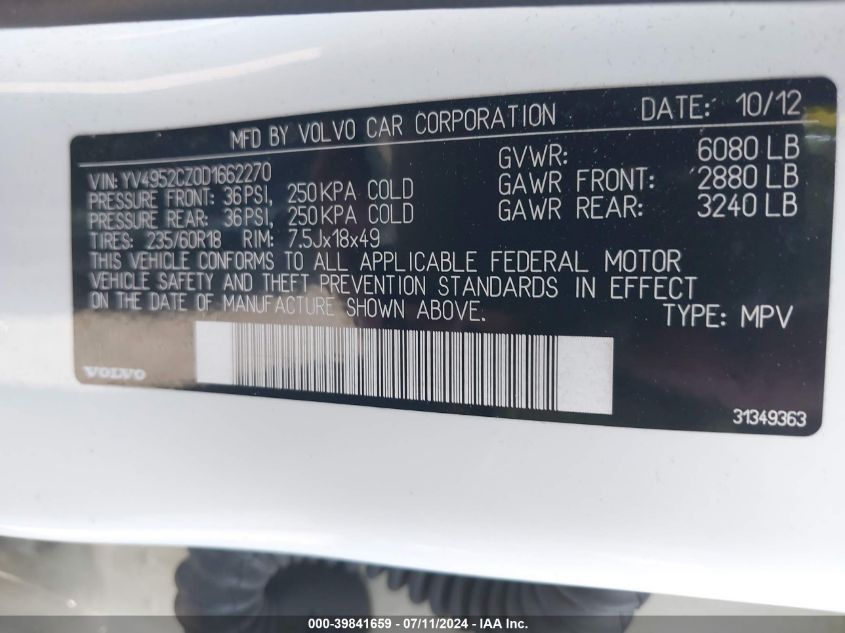 MFD BY VOLVO CAR CORPORATION DATE: 10/12
VIN: YV4952CZ0D1662270
PRESSURE FRONT: 36PSI, 250KPA COLD
PRESSURE REAR: 36PSI, 250KPA COLD
TIRES: 235/60R18 RIM: 7.5Jx18x49
GVWR: 6080 LB
GAWR FRONT: 2880 LB
GAWR REAR: 3240 LB
THIS VEHICLE CONFORMS TO ALL APPLICABLE FEDERAL MOTOR
VEHICLE SAFETY AND THEFT PREVENTION STANDARDS IN EFFECT
ON THE DATE OF MANUFACTURE SHOWN ABOVE.
TYPE: MPV
VOLVO
31349363
000-39841659 - 07/11/2024 - IAA Inc.